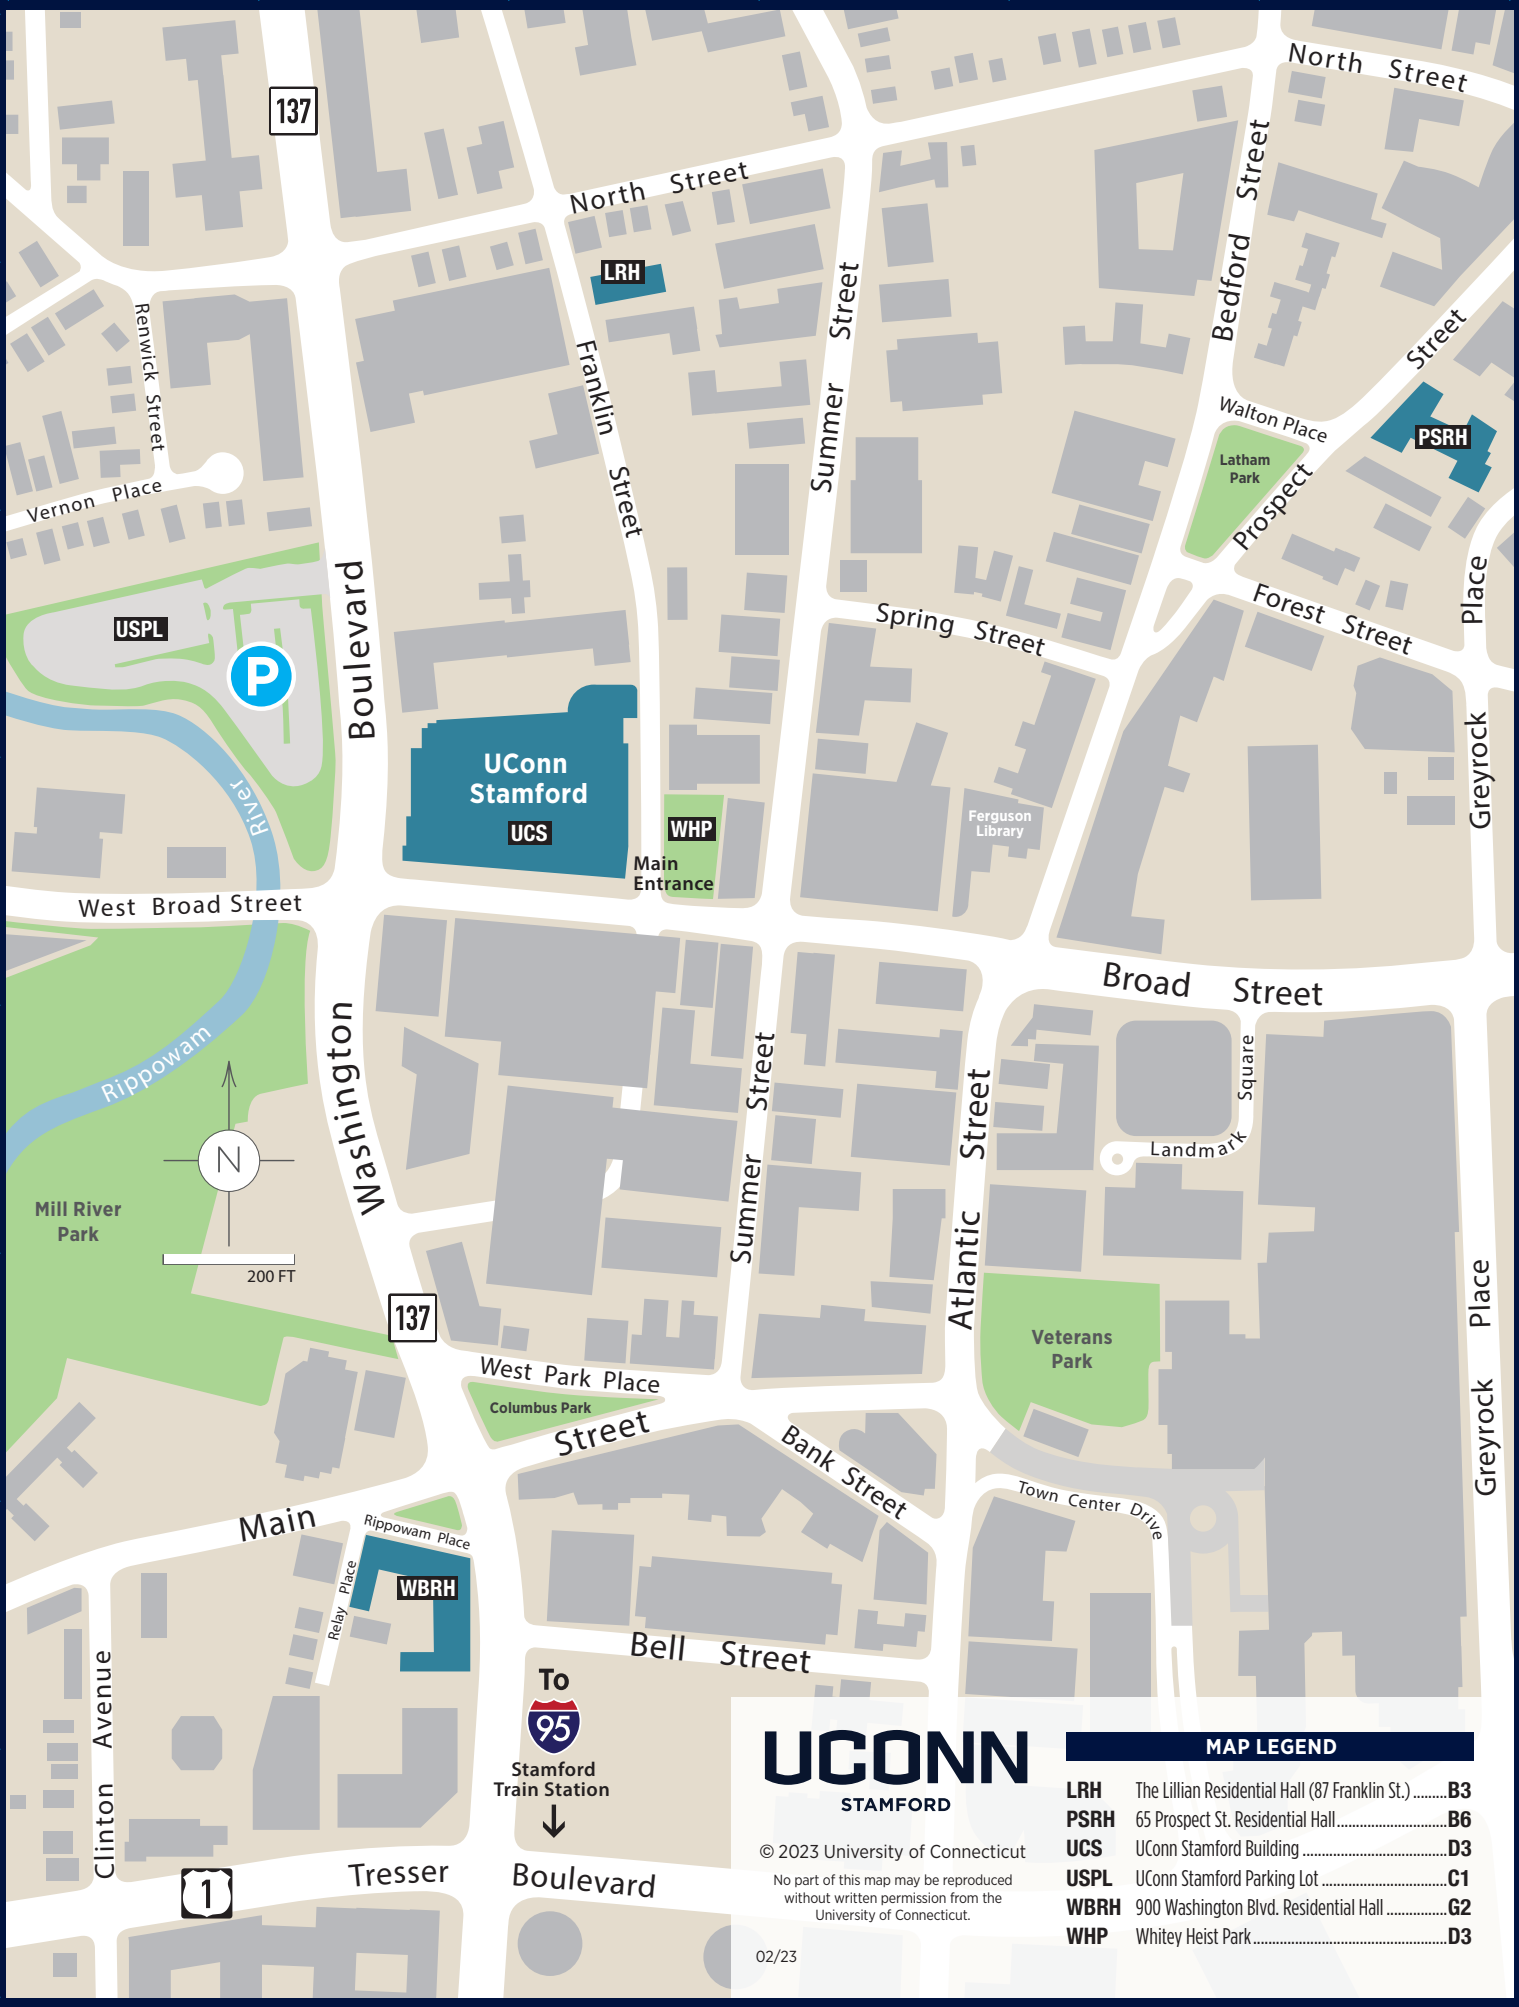 North Street
137
North Street
Bedford Street
LRH
Renwick Street
Franklin Street
Summer Street
Street
Walton Place
PSRH
Latham
Park
Prospect
Vernon Place
Boulevard
Place
Forest Street
Spring Street
USPL
P
Greyrock
UConn
Stamford
UCS
WHP
River
Ferguson
Library
Main
Entrance
West Broad Street
Broad Street
Washington
Rippowam
Summer Street
Square
Landmark
Atlantic Street
N
Mill River
Park
200 FT
137
Place
Veterans
Park
West Park Place
Columbus Park
Street
Greyrock
Bank Street
Main
Town Center Drive
Rippowam Place
Relay Place
WBRH
Bell Street
Clinton Avenue
To
95
Stamford
Train Station
Tresser Boulevard
1
UCONN
STAMFORD
© 2023 University of Connecticut
No part of this map may be reproduced
without written permission from the
University of Connecticut.
02/23
MAP LEGEND
LRH The Lillian Residential Hall (87 Franklin St.) .........B3
PSRH 65 Prospect St. Residential Hall............................B6
UCS UConn Stamford Building .....................................D3
USPL UConn Stamford Parking Lot ................................C1
WBRH 900 Washington Blvd. Residential Hall ................G2
WHP Whitey Heist Park..................................................D3